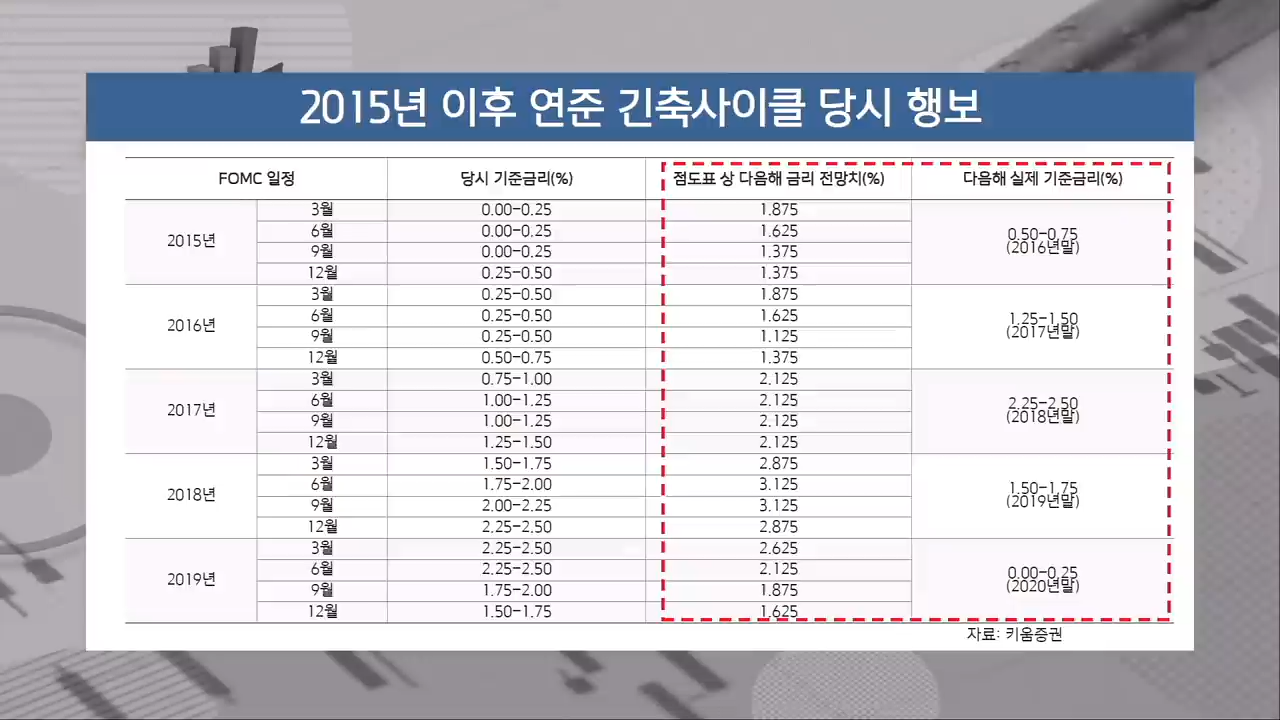 2015년 이후 연준 긴축사이클 당시 행보
FOMC 일정 당시 기준금리(%) 점도표 상 다음해 금리 전망치(%) 다음해 실제 기준금리(%)
2015년
3월 0.00-0.25 1.875
6월 0.00-0.25 1.625
9월 0.00-0.25 1.375
12월 0.25-0.50 1.375
0.50-0.75
(2016년말)
2016년
3월 0.25-0.50 1.875
6월 0.25-0.50 1.625
9월 0.25-0.50 1.125
12월 0.50-0.75 1.375
1.25-1.50
(2017년말)
2017년
3월 0.75-1.00 2.125
6월 1.00-1.25 2.125
9월 1.00-1.25 2.125
12월 1.25-1.50 2.125
2.25-2.50
(2018년말)
2018년
3월 1.50-1.75 2.875
6월 1.75-2.00 3.125
9월 2.00-2.25 3.125
12월 2.25-2.50 2.875
1.50-1.75
(2019년말)
2019년
3월 2.25-2.50 2.625
6월 2.25-2.50 2.125
9월 1.75-2.00 1.875
12월 1.50-1.75 1.625
0.00-0.25
(2020년말)
자료: 키움증권